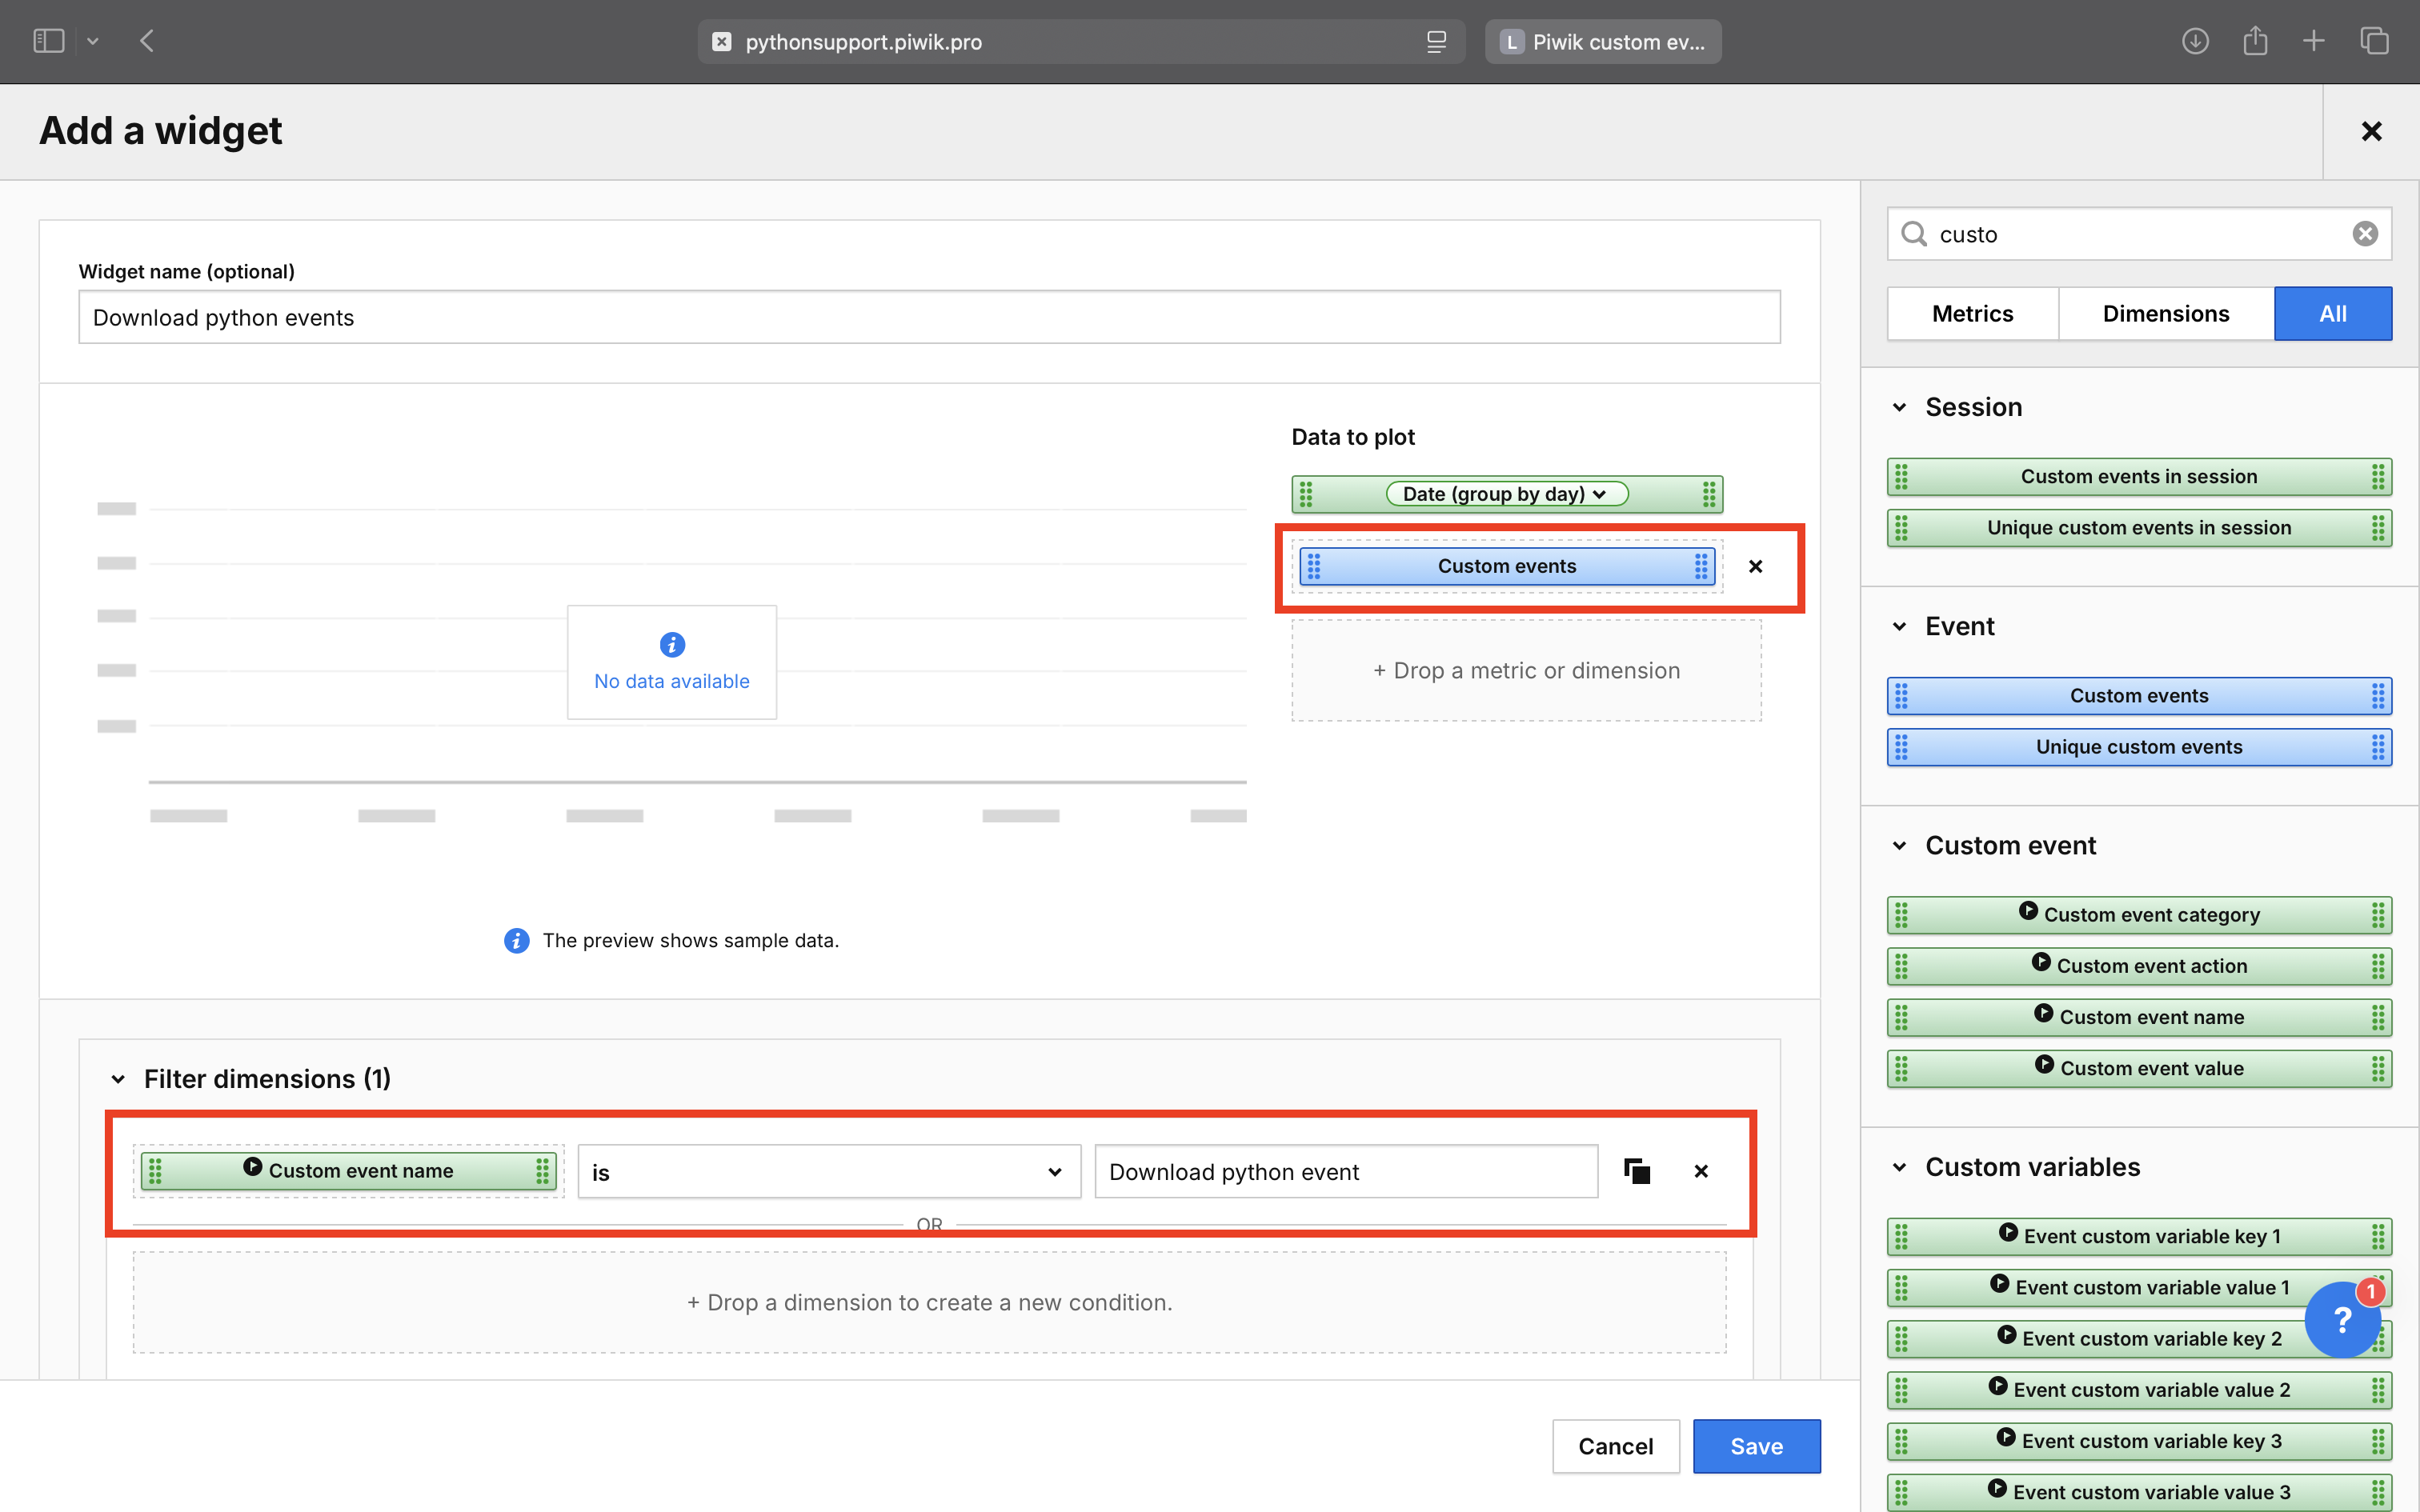 pythonsupport.piwik.pro
L Piwik custom ev...
Add a widget
Widget name (optional)
Download python events
Data to plot
Date (group by day)
Custom events
+ Drop a metric or dimension
No data available
The preview shows sample data.
Filter dimensions (1)
Custom event name
is
Download python event
OR
+ Drop a dimension to create a new condition.
Cancel
Save
custo
Metrics
Dimensions
All
Session
Custom events in session
Unique custom events in session
Event
Custom events
Unique custom events
Custom event
Custom event category
Custom event action
Custom event name
Custom event value
Custom variables
Event custom variable key 1
Event custom variable value 1
Event custom variable key 2
Event custom variable value 2
Event custom variable key 3
Event custom variable value 3
?
1